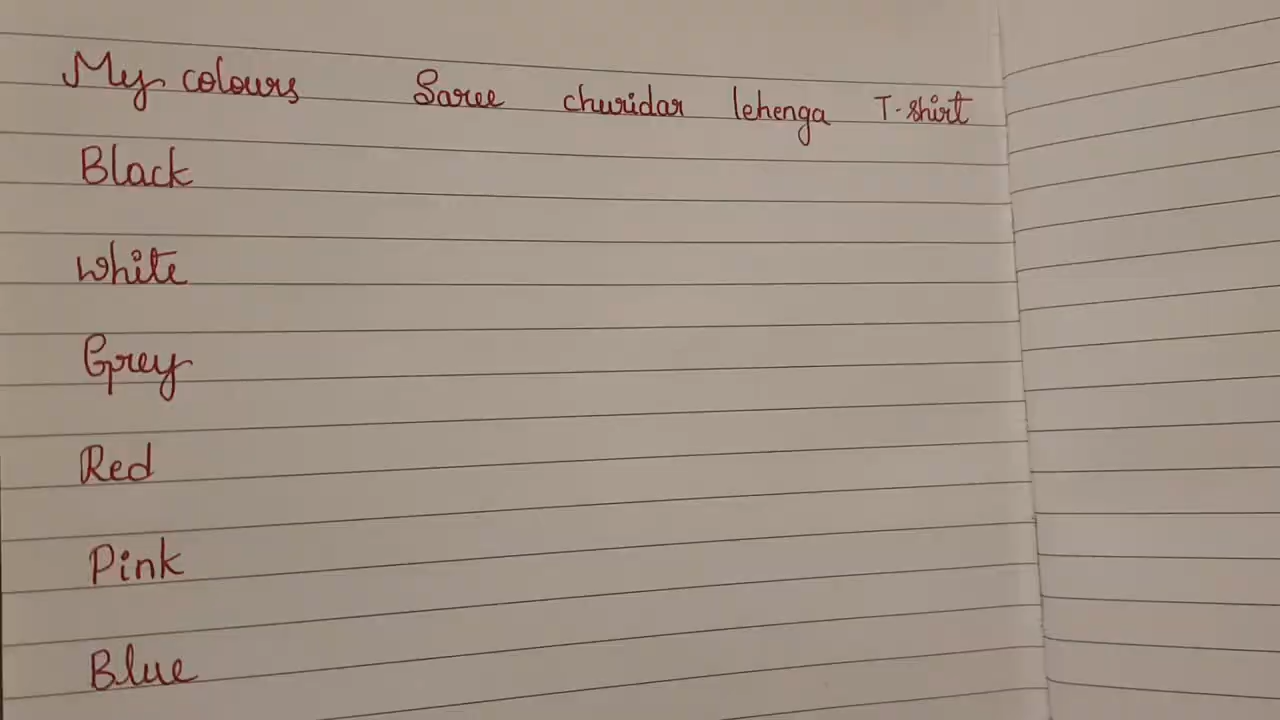 My colours Saree churidar lehenga T-shirt
Black
White
Grey
Red
Pink
Blue